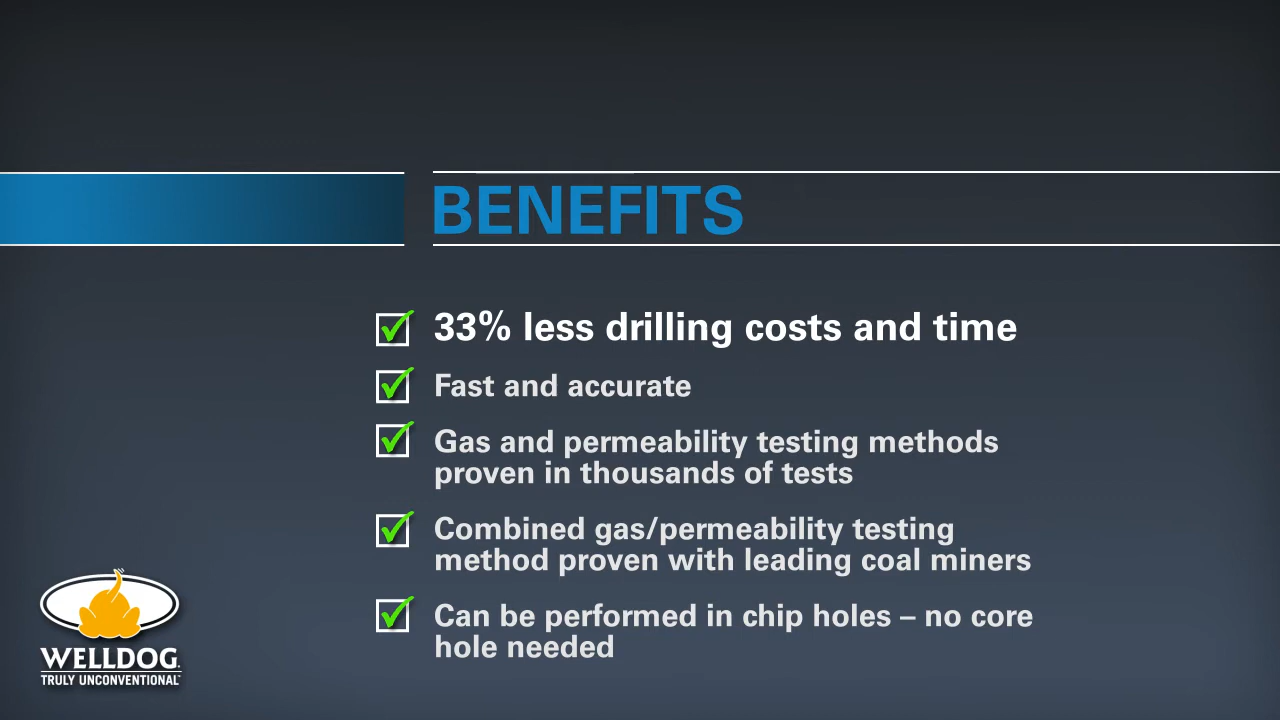 BENEFITS
33% less drilling costs and time
Fast and accurate
Gas and permeability testing methods
proven in thousands of tests
Combined gas/permeability testing
method proven with leading coal miners
Can be performed in chip holes – no core
hole needed
WELLDOG.
TRULY UNCONVENTIONAL